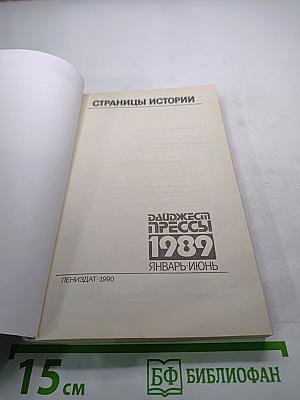 СТРАНИЦЫ ИСТОРИИ
ДАЙДЖЕСТ
ПРЕССЫ
1989
ЯНВАРЬ-ИЮНЬ
ЛЕНИЗДАТ·1990
15 см
БФ БИБЛИОФАН